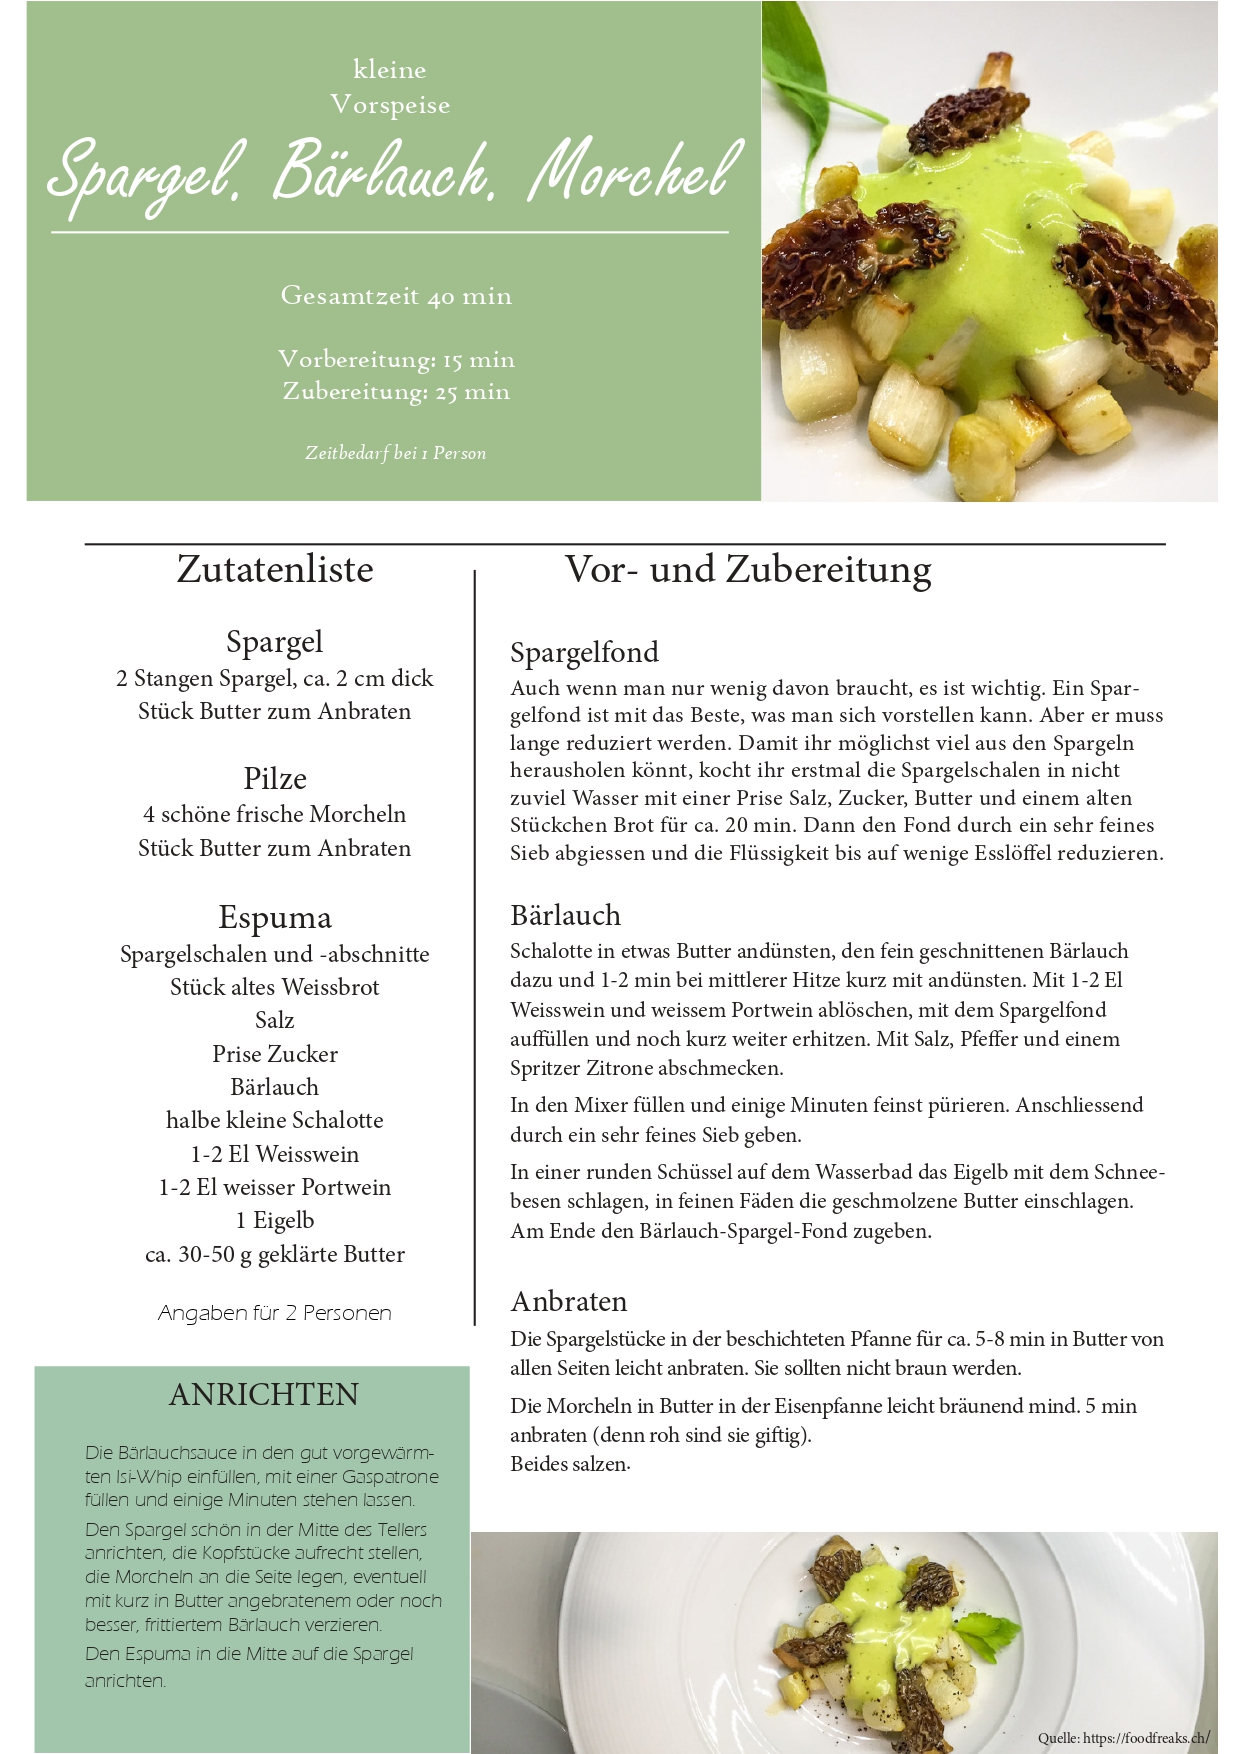 kleine
Vorspeise
Spargel. Bärlauch. Morchel
Gesamtzeit 40 min
Vorbereitung: 15 min
Zubereitung: 25 min
Zeitbedarf bei 1 Person
Zutatenliste
Spargel
2 Stangen Spargel, ca. 2 cm dick
Stück Butter zum Anbraten
Pilze
4 schöne frische Morcheln
Stück Butter zum Anbraten
Espuma
Spargelschalen und -abschnitte
Stück altes Weissbrot
Salz
Prise Zucker
Bärlauch
halbe kleine Schalotte
1-2 El Weisswein
1-2 El weisser Portwein
1 Eigelb
ca. 30-50 g geklärte Butter
Angaben für 2 Personen
Vor- und Zubereitung
Spargelfond
Auch wenn man nur wenig davon braucht, es ist wichtig. Ein Spar-
gelfond ist mit das Beste, was man sich vorstellen kann. Aber er muss
lange reduziert werden. Damit ihr möglichst viel aus den Spargeln
herausholen könnt, kocht ihr erstmal die Spargelschalen in nicht
zuviel Wasser mit einer Prise Salz, Zucker, Butter und einem alten
Stückchen Brot für ca. 20 min. Dann den Fond durch ein sehr feines
Sieb abgiessen und die Flüssigkeit bis auf wenige Esslöffel reduzieren.
Bärlauch
Schalotte in etwas Butter andünsten, den fein geschnittenen Bärlauch
dazu und 1-2 min bei mittlerer Hitze kurz mit andünsten. Mit 1-2 El
Weisswein und weissem Portwein ablöschen, mit dem Spargelfond
auffüllen und noch kurz weiter erhitzen. Mit Salz, Pfeffer und einem
Spritzer Zitrone abschmecken.
In den Mixer füllen und einige Minuten feinst pürieren. Anschliessend
durch ein sehr feines Sieb geben.
In einer runden Schüssel auf dem Wasserbad das Eigelb mit dem Schnee-
besen schlagen, in feinen Fäden die geschmolzene Butter einschlagen.
Am Ende den Bärlauch-Spargel-Fond zugeben.
Anbraten
Die Spargelstücke in der beschichteten Pfanne für ca. 5-8 min in Butter von
allen Seiten leicht anbraten. Sie sollten nicht braun werden.
Die Morcheln in Butter in der Eisenpfanne leicht bräunend mind. 5 min
anbraten (denn roh sind sie giftig).
Beides salzen.
ANRICHTEN
Die Bärlauchsauce in den gut vorgewärm-
ten Isi-Whip einfüllen, mit einer Gaspatrone
füllen und einige Minuten stehen lassen.
Den Spargel schön in der Mitte des Tellers
anrichten, die Kopfstücke aufrecht stellen,
die Morcheln an die Seite legen, eventuell
mit kurz in Butter angebratenem oder noch
besser, frittiertem Bärlauch verzieren.
Den Espuma in die Mitte auf die Spargel
anrichten.
Quelle: https://foodfreaks.ch/